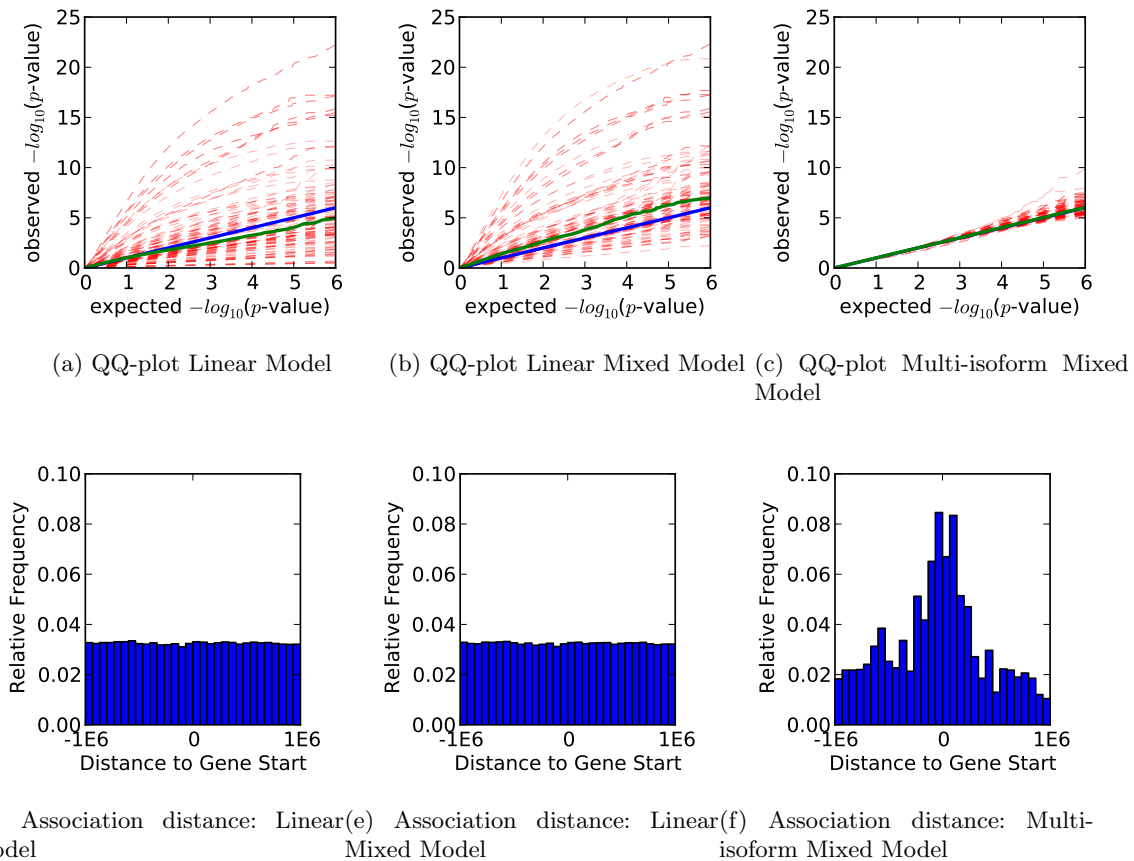 25
20
15
10
5
0
observed −log10(p-value)
0 1 2 3 4 5 6
expected −log10(p-value)
(a) QQ-plot Linear Model
25
20
15
10
5
0
observed −log10(p-value)
0 1 2 3 4 5 6
expected −log10(p-value)
(b) QQ-plot Linear Mixed Model
25
20
15
10
5
0
observed −log10(p-value)
0 1 2 3 4 5 6
expected −log10(p-value)
(c) QQ-plot Multi-isoform Mixed
Model
0.10
0.08
0.06
0.04
0.02
0.00
Relative Frequency
-1E6 0 1E6
Distance to Gene Start
Association distance: Linear
odel
0.10
0.08
0.06
0.04
0.02
0.00
Relative Frequency
-1E6 0 1E6
Distance to Gene Start
(e) Association distance: Linear
Mixed Model
0.10
0.08
0.06
0.04
0.02
0.00
Relative Frequency
-1E6 0 1E6
Distance to Gene Start
(f) Association distance: Multi-
isoform Mixed Model